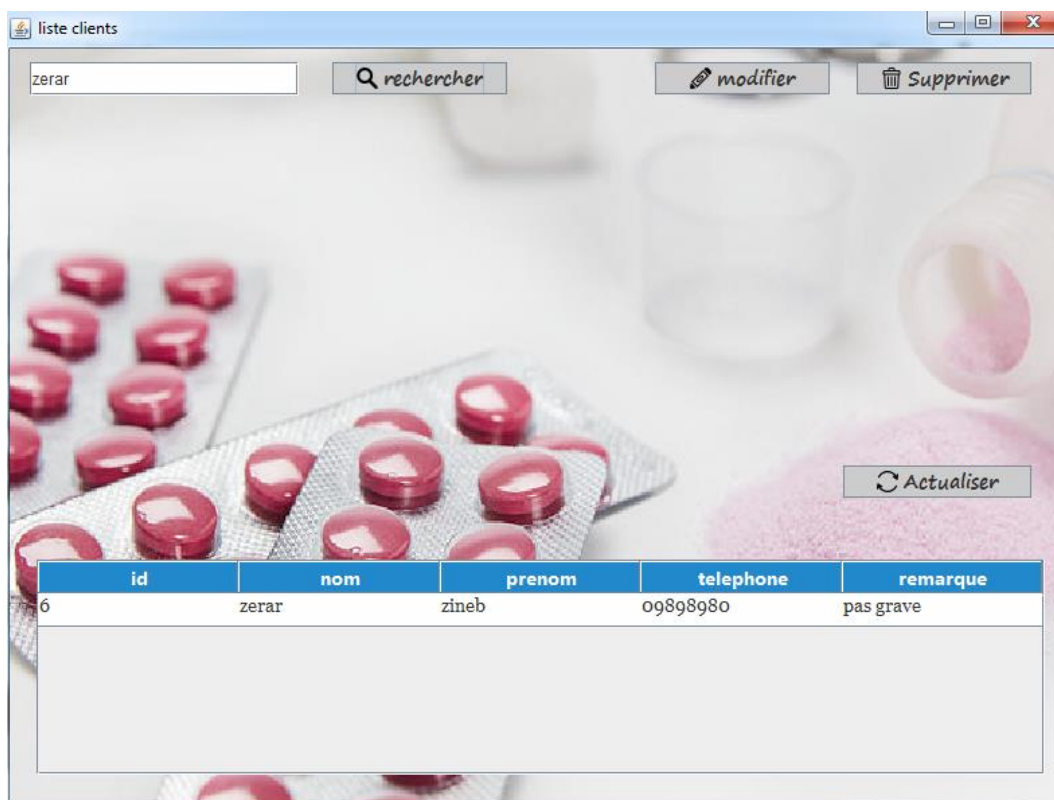 liste clients
zerar rechercher modifier Supprimer
Actualiser
id nom prenom telephone remarque
6 zerar zineb 09898980 pas grave